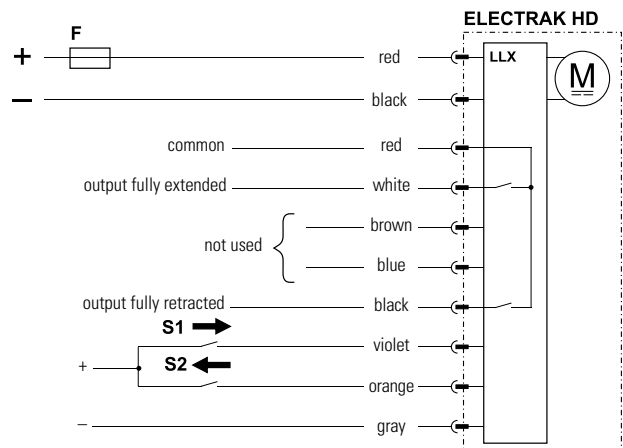 ELECTRAK HD
F
+ red LLX M
− black
common red
output fully extended white
not used
brown
blue
output fully retracted black
S1 violet
+ S2
orange
− gray